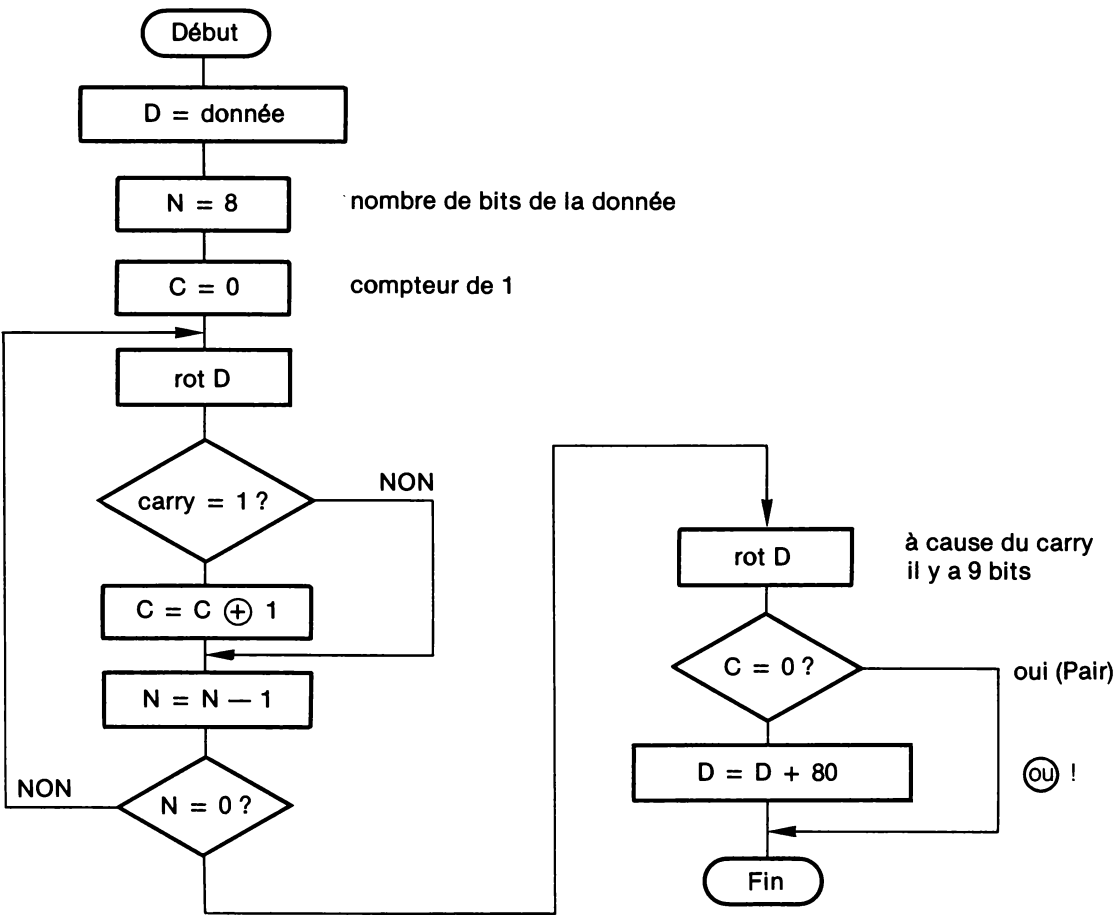 Début
D = donnée
N = 8
nombre de bits de la donnée
C = 0
compteur de 1
rot D
carry = 1 ?
NON
C = C ⊕ 1
N = N — 1
N = 0 ?
NON
rot D
à cause du carry
il y a 9 bits
C = 0 ?
oui (Pair)
D = D + 80
ou !
Fin